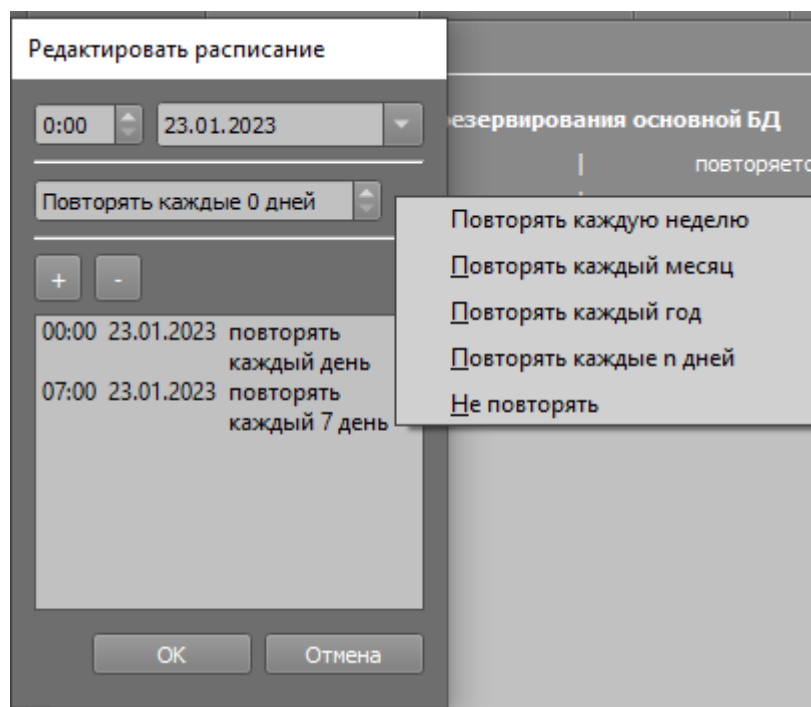 Редактировать расписание
0:00 23.01.2023
резервирования основной БД
| повторяетс
Повторять каждые 0 дней
Повторять каждую неделю
Повторять каждый месяц
Повторять каждый год
Повторять каждые n дней
Не повторять
+ -
00:00 23.01.2023 повторять
каждый день
07:00 23.01.2023 повторять
каждый 7 день
OK Отмена